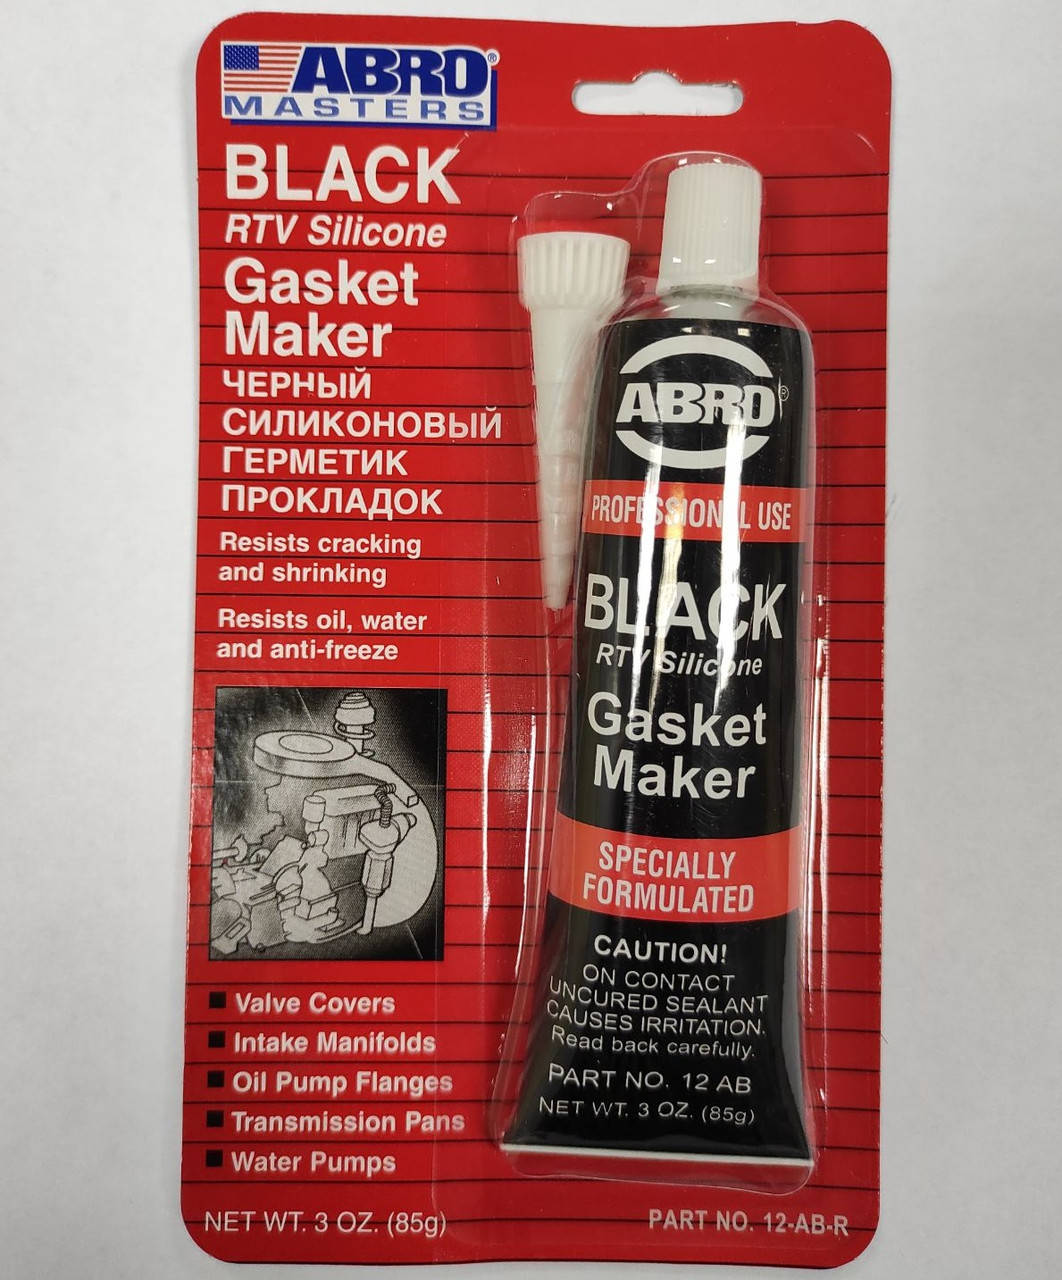 ABRO®
MASTERS
BLACK
RTV Silicone
Gasket
Maker
ЧЕРНЫЙ
СИЛИКОНОВЫЙ
ГЕРМЕТИК
ПРОКЛАДОК
Resists cracking
and shrinking
Resists oil, water
and anti-freeze
Valve Covers
Intake Manifolds
Oil Pump Flanges
Transmission Pans
Water Pumps
NET WT. 3 OZ. (85g)
PART NO. 12-AB-R
ABRO®
PROFESSIONAL USE
BLACK
RTV Silicone
Gasket
Maker
SPECIALLY
FORMULATED
CAUTION!
ON CONTACT
UNCURED SEALANT
CAUSES IRRITATION.
Read back carefully.
PART NO. 12 AB
NET WT. 3 OZ. (85g)